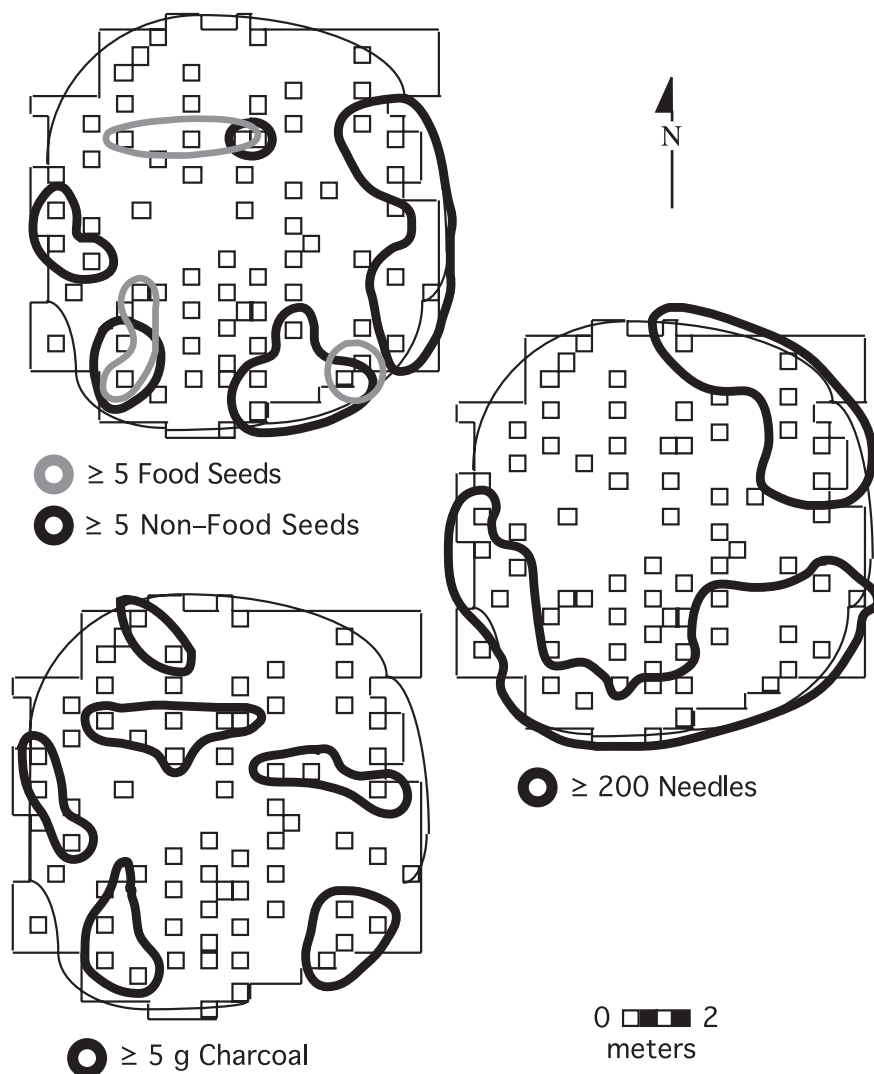 N
≥ 5 Food Seeds
≥ 5 Non–Food Seeds
≥ 200 Needles
≥ 5 g Charcoal
0 2
meters